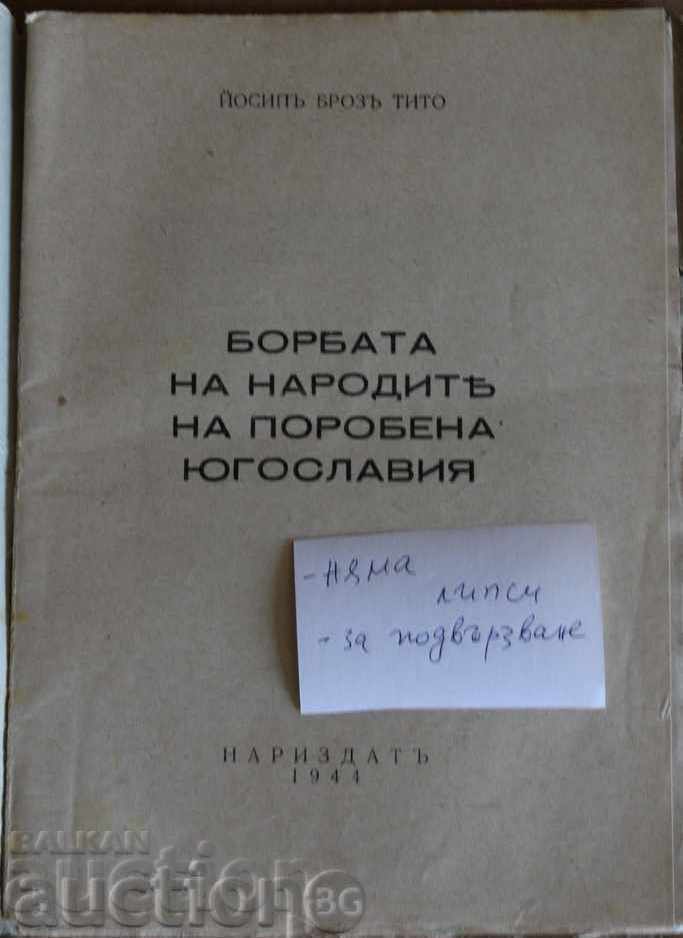 ЙОСИПЪ БРОЗЪ ТИТО
БОРБАТА
НА НАРОДИТѢ
НА ПОРОБЕНА
ЮГОСЛАВИЯ
- няма
липси
- за подвързване
НАРИЗДАТЪ
1944
BALKAN
auction BG